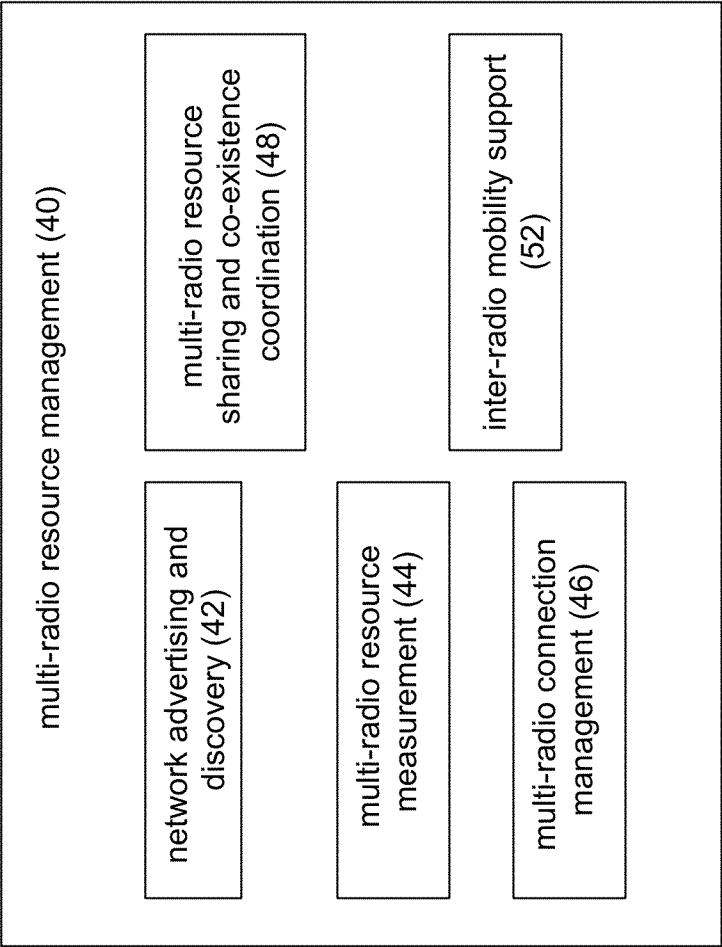 multi-radio resource management (40)
network advertising and
discovery (42)
multi-radio resource
measurement (44)
multi-radio connection
management (46)
multi-radio resource
sharing and co-existence
coordination (48)
inter-radio mobility support
(52)